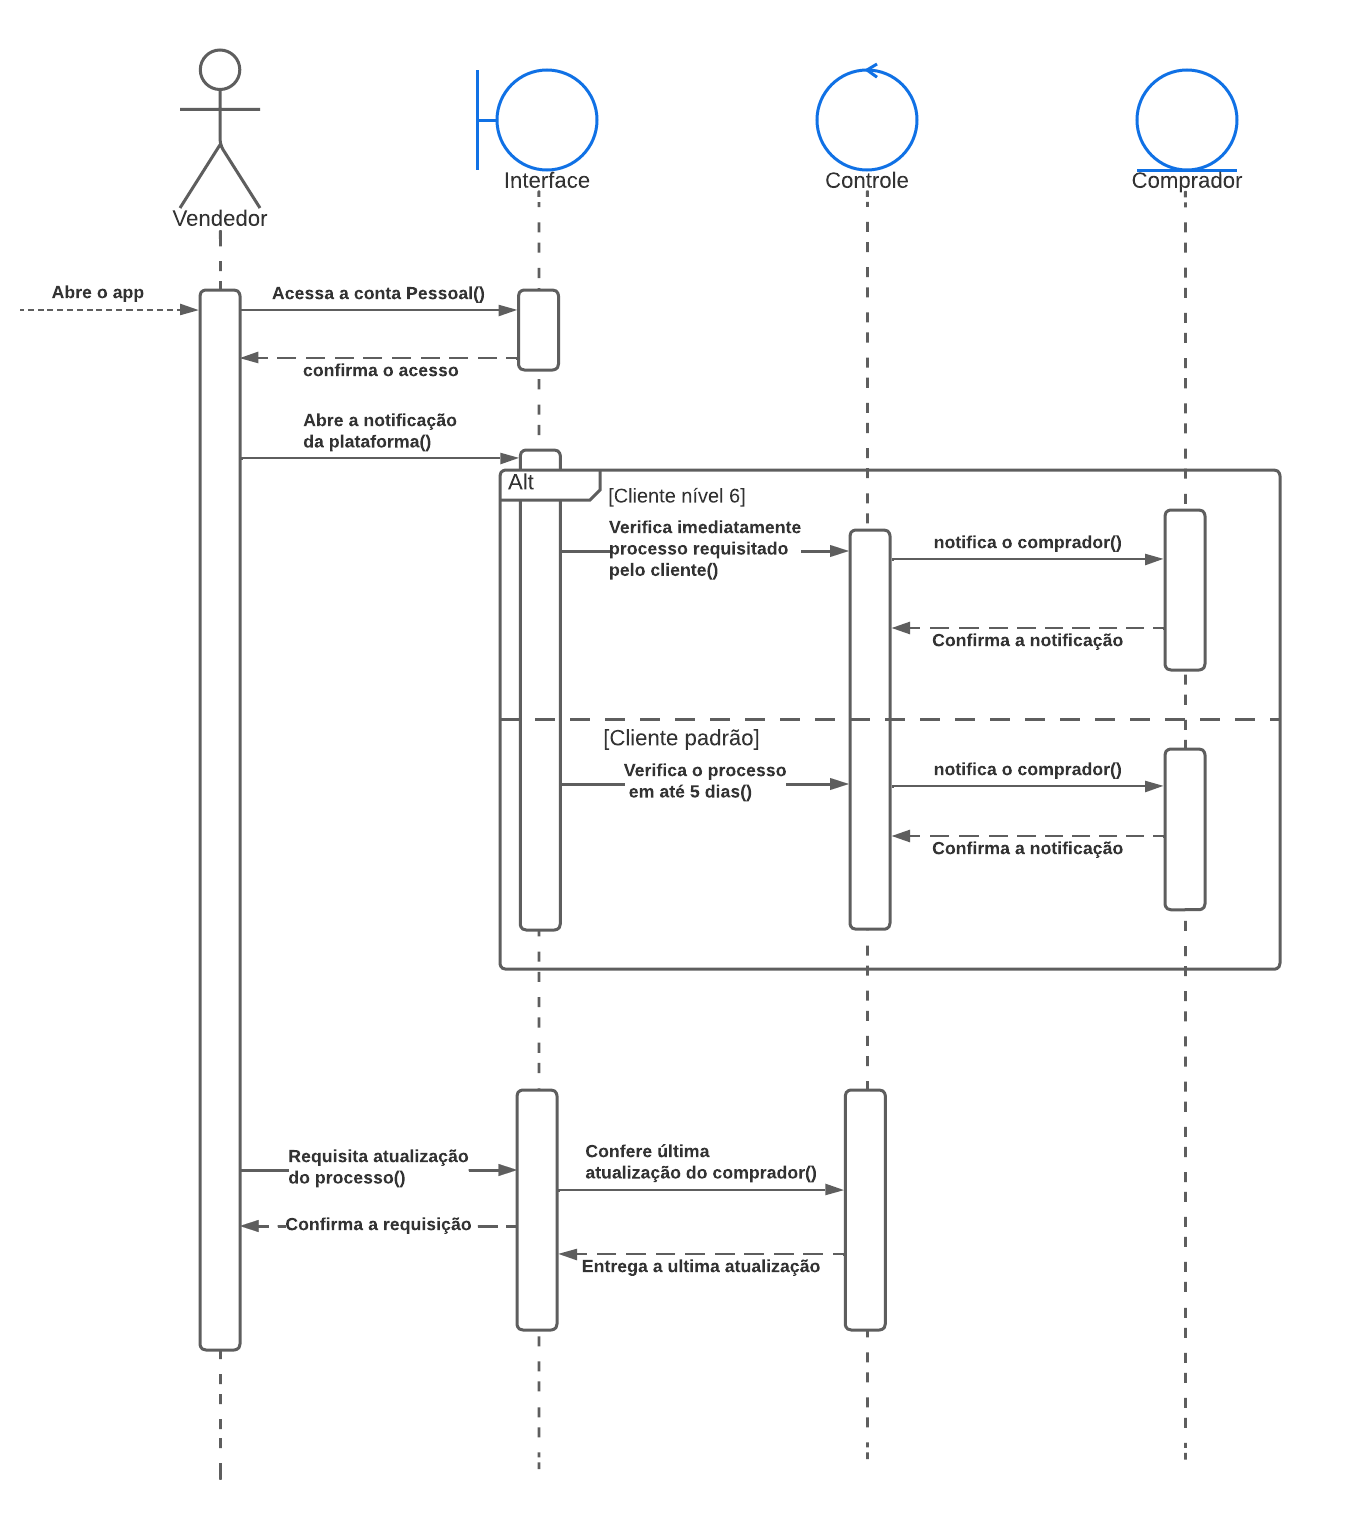 Interface
Controle
Comprador
Vendedor
Abre o app
Acessa a conta Pessoal()
confirma o acesso
Abre a notificação
da plataforma()
Alt
[Cliente nível 6]
Verifica imediatamente
processo requisitado
pelo cliente()
notifica o comprador()
Confirma a notificação
[Cliente padrão]
Verifica o processo
em até 5 dias()
notifica o comprador()
Confirma a notificação
Requisita atualização
do processo()
Confere última
atualização do comprador()
Confirma a requisição
Entrega a ultima atualização